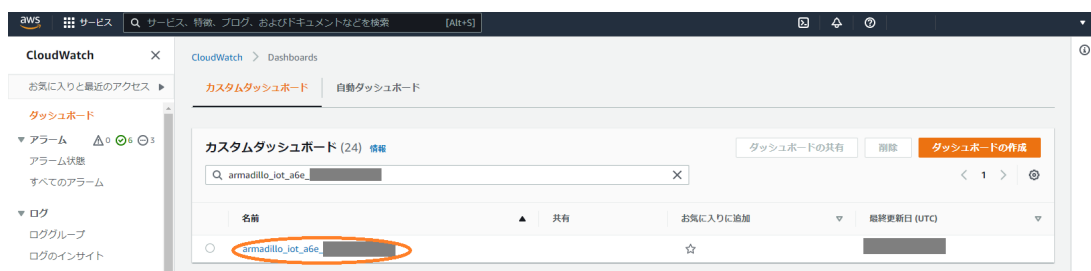 aws サービス サービス、特徴、ブログ、およびドキュメントなどを検索 [Alt+S]
CloudWatch
お気に入りと最近のアクセス
ダッシュボード
アラーム 0 6 3
アラーム状態
すべてのアラーム
ログ
ロググループ
ログのインサイト
CloudWatch > Dashboards
カスタムダッシュボード 自動ダッシュボード
カスタムダッシュボード (24) 情報 ダッシュボードの共有 削除 ダッシュボードの作成
armadillo_iot_a6e_
< 1 >
名前 共有 お気に入りに追加 最終更新日 (UTC)
armadillo_iot_a6e_